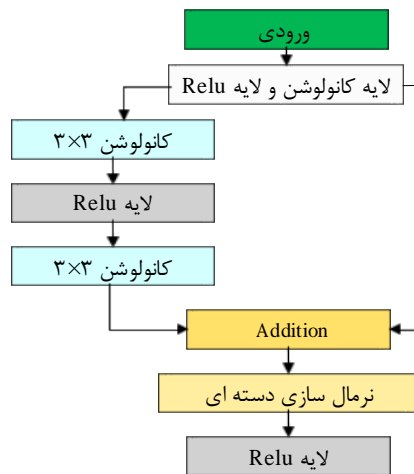 ورودی
لایه کانولوشن و لایه Relu
کانولوشن ۳×۳
لایه Relu
کانولوشن ۳×۳
Addition
نرمال سازی دسته ای
لایه Relu